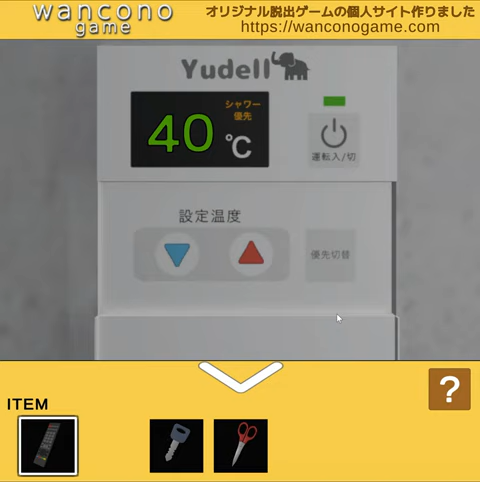 wancono
game
オリジナル脱出ゲームの個人サイト作りました
https://wanconogame.com
Yudell
シャワー
優先
40℃
運転入/切
設定温度
優先切替
?
ITEM